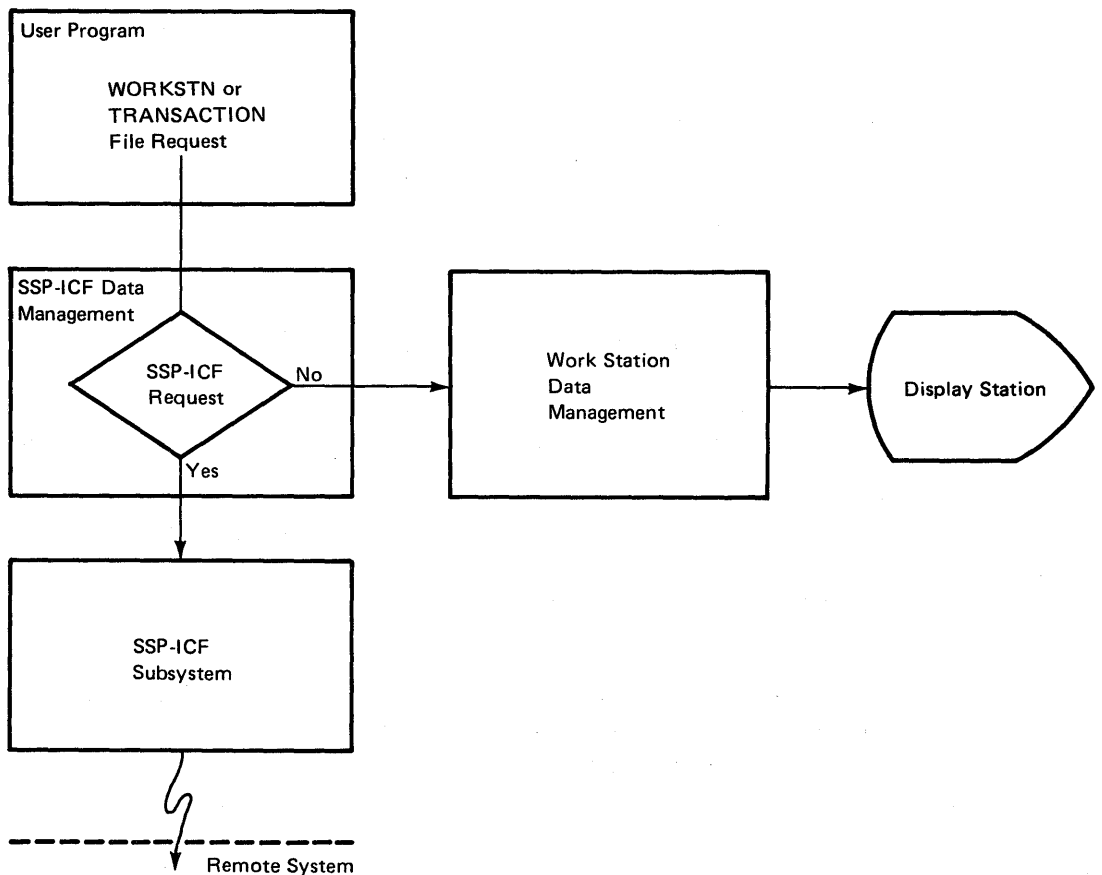 User Program
WORKSTN or
TRANSACTION
File Request
SSP-ICF Data
Management
SSP-ICF
Request
No
Yes
Work Station
Data
Management
Display Station
SSP-ICF
Subsystem
Remote System